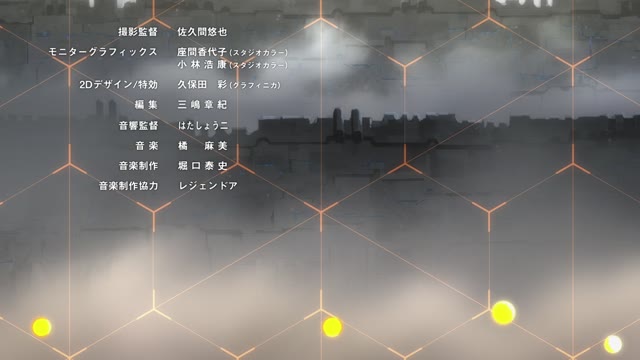 撮影監督 佐久間悠也
モニターグラフィックス 座間香代子(スタジオカラー)
小林浩康(スタジオカラー)
2Dデザイン/特効 久保田 彩(グラフィニカ)
編集 三嶋章紀
音響監督 はたしょう二
音楽 橘 麻美
音楽制作 堀口泰史
音楽制作協力 レジェンドア